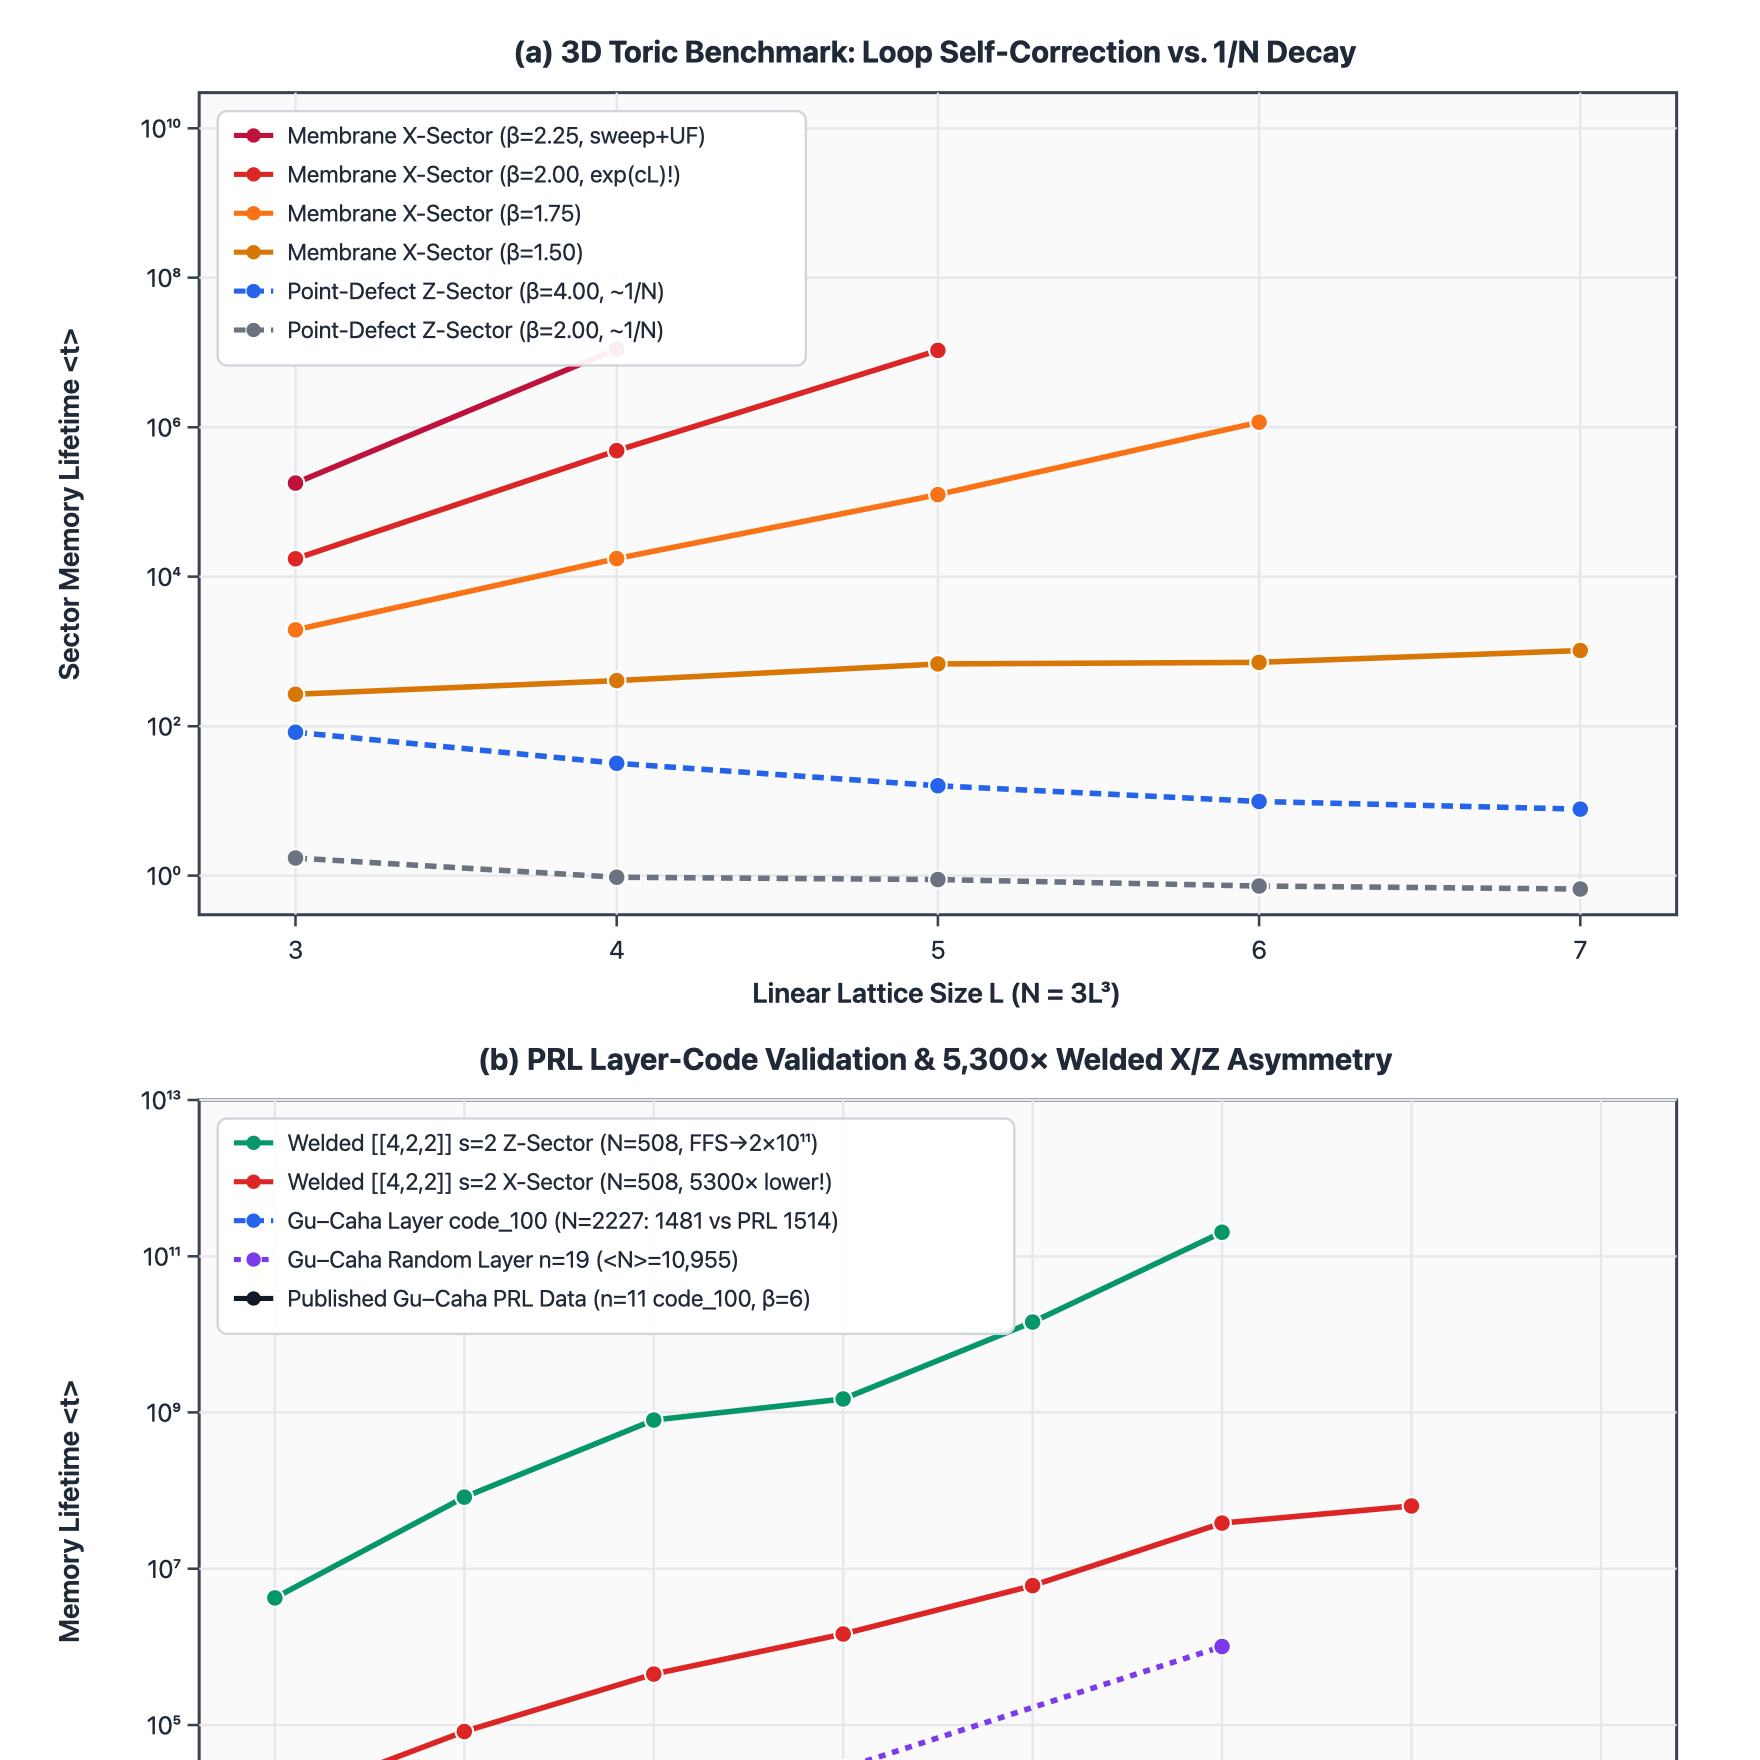 (a) 3D Toric Benchmark: Loop Self-Correction vs. 1/N Decay
Membrane X-Sector (β=2.25, sweep+UF)
Membrane X-Sector (β=2.00, exp(cL)!)
Membrane X-Sector (β=1.75)
Membrane X-Sector (β=1.50)
Point-Defect Z-Sector (β=4.00, ~1/N)
Point-Defect Z-Sector (β=2.00, ~1/N)
Sector Memory Lifetime <t>
10¹⁰
10⁸
10⁶
10⁴
10²
10⁰
3 4 5 6 7
Linear Lattice Size L (N = 3L³)
(b) PRL Layer-Code Validation & 5,300× Welded X/Z Asymmetry
Welded [[4,2,2]] s=2 Z-Sector (N=508, FFS→2×10¹¹)
Welded [[4,2,2]] s=2 X-Sector (N=508, 5300× lower!)
Gu–Caha Layer code_100 (N=2227: 1481 vs PRL 1514)
Gu–Caha Random Layer n=19 (<N>=10,955)
Published Gu–Caha PRL Data (n=11 code_100, β=6)
Memory Lifetime <t>
10¹³
10¹¹
10⁹
10⁷
10⁵